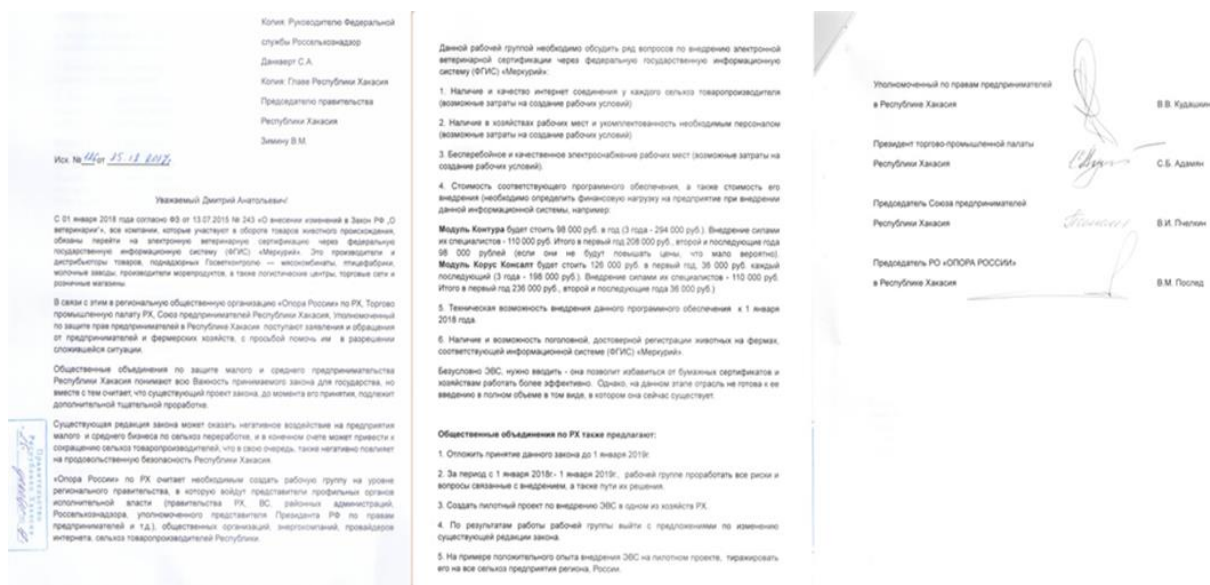 Копия: Руководителю Федеральной
службы Россельхознадзор
Данкверт С.А.
Копия: Главе Республики Хакасия
Председателю правительства
Республики Хакасия
Зимину В.М.
Исх. № от
Уважаемый Дмитрий Анатольевич!
С 01 января 2018 года согласно ФЗ от 13.07.2015 № 243 «О внесении изменений в Закон РФ „О
ветеринарии"», все компании, которые участвуют в обороте товаров животного происхождения,
обязаны перейти на электронную ветеринарную сертификацию через федеральную
государственную информационную систему (ФГИС) «Меркурий». Это производители и
дистрибьюторы товаров, поднадзорных Госветконтролю — мясокомбинаты, птицефабрики,
молочные заводы, производители морепродуктов, а также логистические центры, торговые сети и
розничные магазины.
В связи с этим в региональную общественную организацию «Опора России» по РХ, Торгово
промышленную палату РХ, Союз предпринимателей Республики Хакасия, Уполномоченный
по защите прав предпринимателей в Республике Хакасия поступают заявления и обращения
от предпринимателей и фермерских хозяйств, с просьбой помочь им в разрешении
сложившейся ситуации.
Общественные объединения по защите малого и среднего предпринимательства
Республики Хакасия понимают всю Важность принимаемого закона для государства, но
вместе с тем считает, что существующий проект закона, до момента его принятия, подлежит
дополнительной тщательной проработке.
Существующая редакция закона может оказать негативное воздействие на предприятия
малого и среднего бизнеса по сельхоз переработке, и в конечном счете может привести к
сокращению сельхоз товаропроизводителей, что в свою очередь, также негативно повлияет
на продовольственную безопасность Республики Хакасия.
«Опора России» по РХ считает необходимым создать рабочую группу на уровне
регионального правительства, в которую войдут представители профильных органов
исполнительной власти (правительства РХ, ВС, районных администраций,
Россельхознадзора, уполномоченного представителя Президента РФ по правам
предпринимателей и т.д.), общественных организаций, энергокомпаний, провайдеров
интернета, сельхоз товаропроизводителей Республики.
Правительство
Республики Хакасия
Данной рабочей группой необходимо обсудить ряд вопросов по внедрению электронной
ветеринарной сертификации через федеральную государственную информационную
систему (ФГИС) «Меркурий»:
1. Наличие и качество интернет соединения у каждого сельхоз товаропроизводителя
(возможные затраты на создание рабочих условий)
2. Наличие в хозяйствах рабочих мест и укомплектованность необходимым персоналом
(возможные затраты на создание рабочих условий)
3. Бесперебойное и качественное электроснабжение рабочих мест (возможные затраты на
создание рабочих условий).
4. Стоимость соответствующего программного обеспечения, а также стоимость его
внедрения (необходимо определить финансовую нагрузку на предприятие при внедрении
данной информационной системы, например:
Модуль Контура будет стоить 98 000 руб. в год (3 года - 294 000 руб.). Внедрение силами
их специалистов - 110 000 руб. Итого в первый год 208 000 руб., второй и последующие года
98 000 рублей (если они не будут повышать цены, что мало вероятно).
Модуль Корус Консалт будет стоить 126 000 руб. в первый год, 36 000 руб. каждый
последующий (3 года - 198 000 руб.). Внедрение силами их специалистов - 110 000 руб.
Итого в первый год 236 000 руб., второй и последующие года 36 000 руб.)
5. Техническая возможность внедрения данного программного обеспечения к 1 января
2018 года.
6. Наличие и возможность поголовной, достоверной регистрации животных на фермах,
соответствующей информационной системе (ФГИС) «Меркурий».
Безусловно ЭВС, нужно вводить - она позволит избавиться от бумажных сертификатов и
хозяйствам работать более эффективно. Однако, на данном этапе отрасль не готова к ее
введению в полном объеме в том виде, в котором она сейчас существует.
Общественные объединения по РХ также предлагают:
1. Отложить принятие данного закона до 1 января 2019г.
2. За период с 1 января 2018г.- 1 января 2019г., рабочей группе проработать все риски и
вопросы связанные с внедрением, а также пути их решения.
3. Создать пилотный проект по внедрению ЭВС в одном из хозяйств РХ.
4. По результатам работы рабочей группы выйти с предложениями по изменению
существующей редакции закона.
5. На примере положительного опыта внедрения ЭВС на пилотном проекте, тиражировать
его на все сельхоз предприятия региона, России.
Уполномоченный по правам предпринимателей
в Республике Хакасия В.В. Кудашкин
Президент торгово-промышленной палаты
Республики Хакасия С.Б. Адамян
Председатель Союза предпринимателей
Республики Хакасия В.И. Пчелкин
Председатель РО «ОПОРА РОССИИ»
в Республике Хакасия В.М. Послед